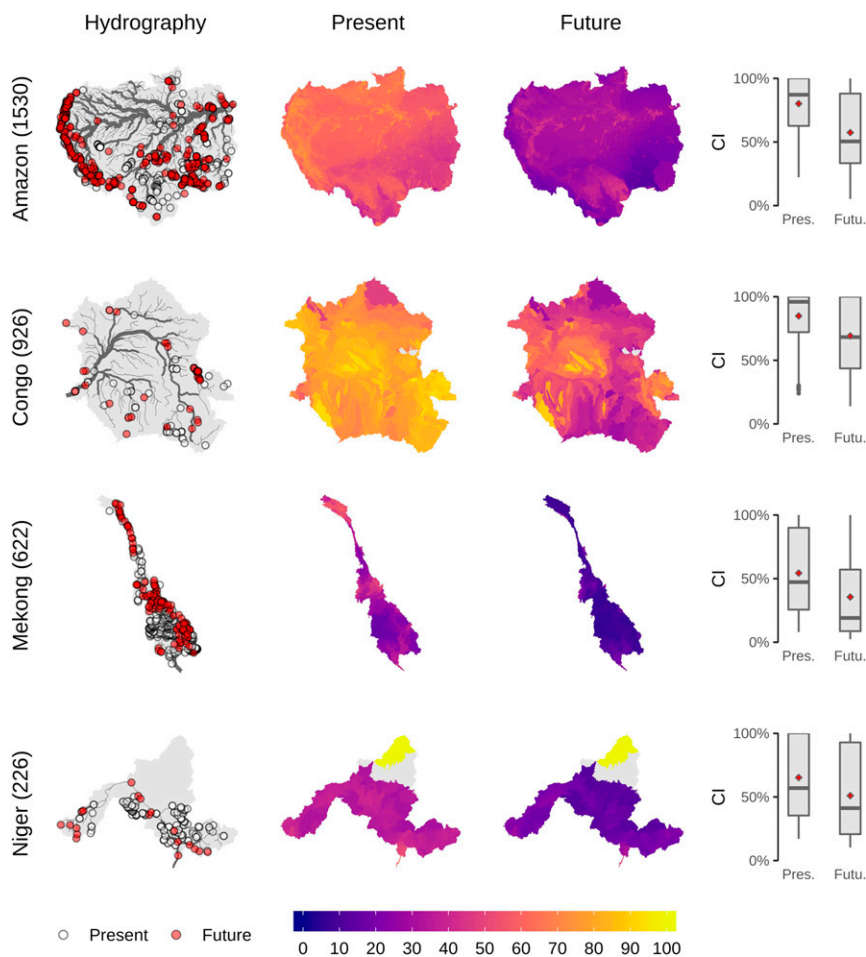 Hydrography Present Future
Amazon (1530)
100%
50%
0%
CI
Pres. Futu.
Congo (926)
100%
50%
0%
CI
Pres. Futu.
Mekong (622)
100%
50%
0%
CI
Pres. Futu.
Niger (226)
100%
50%
0%
CI
Pres. Futu.
Present Future
0 10 20 30 40 50 60 70 80 90 100